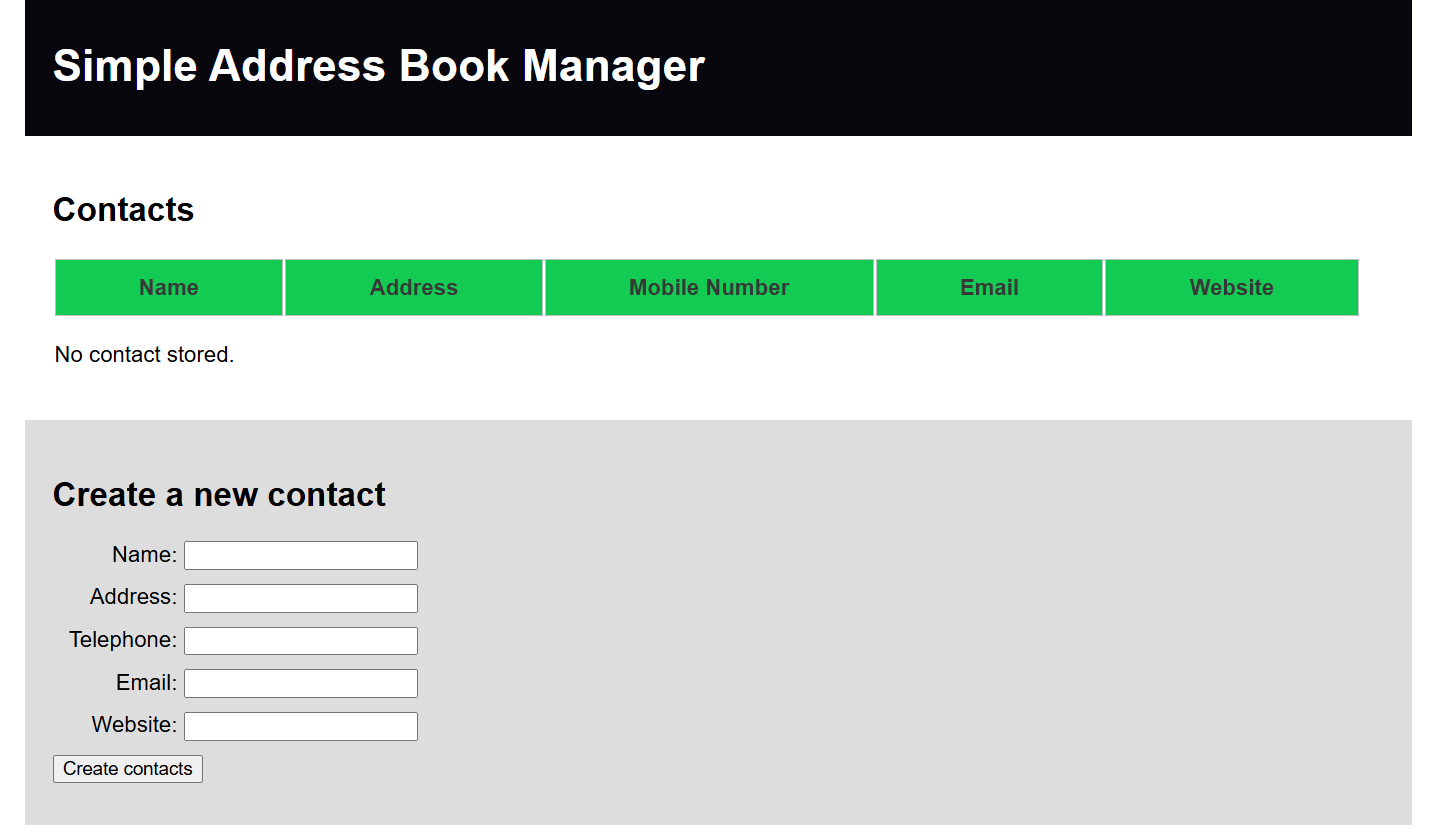 Simple Address Book Manager
Contacts
Name Address Mobile Number Email Website
No contact stored.
Create a new contact
Name:
Address:
Telephone:
Email:
Website:
Create contacts